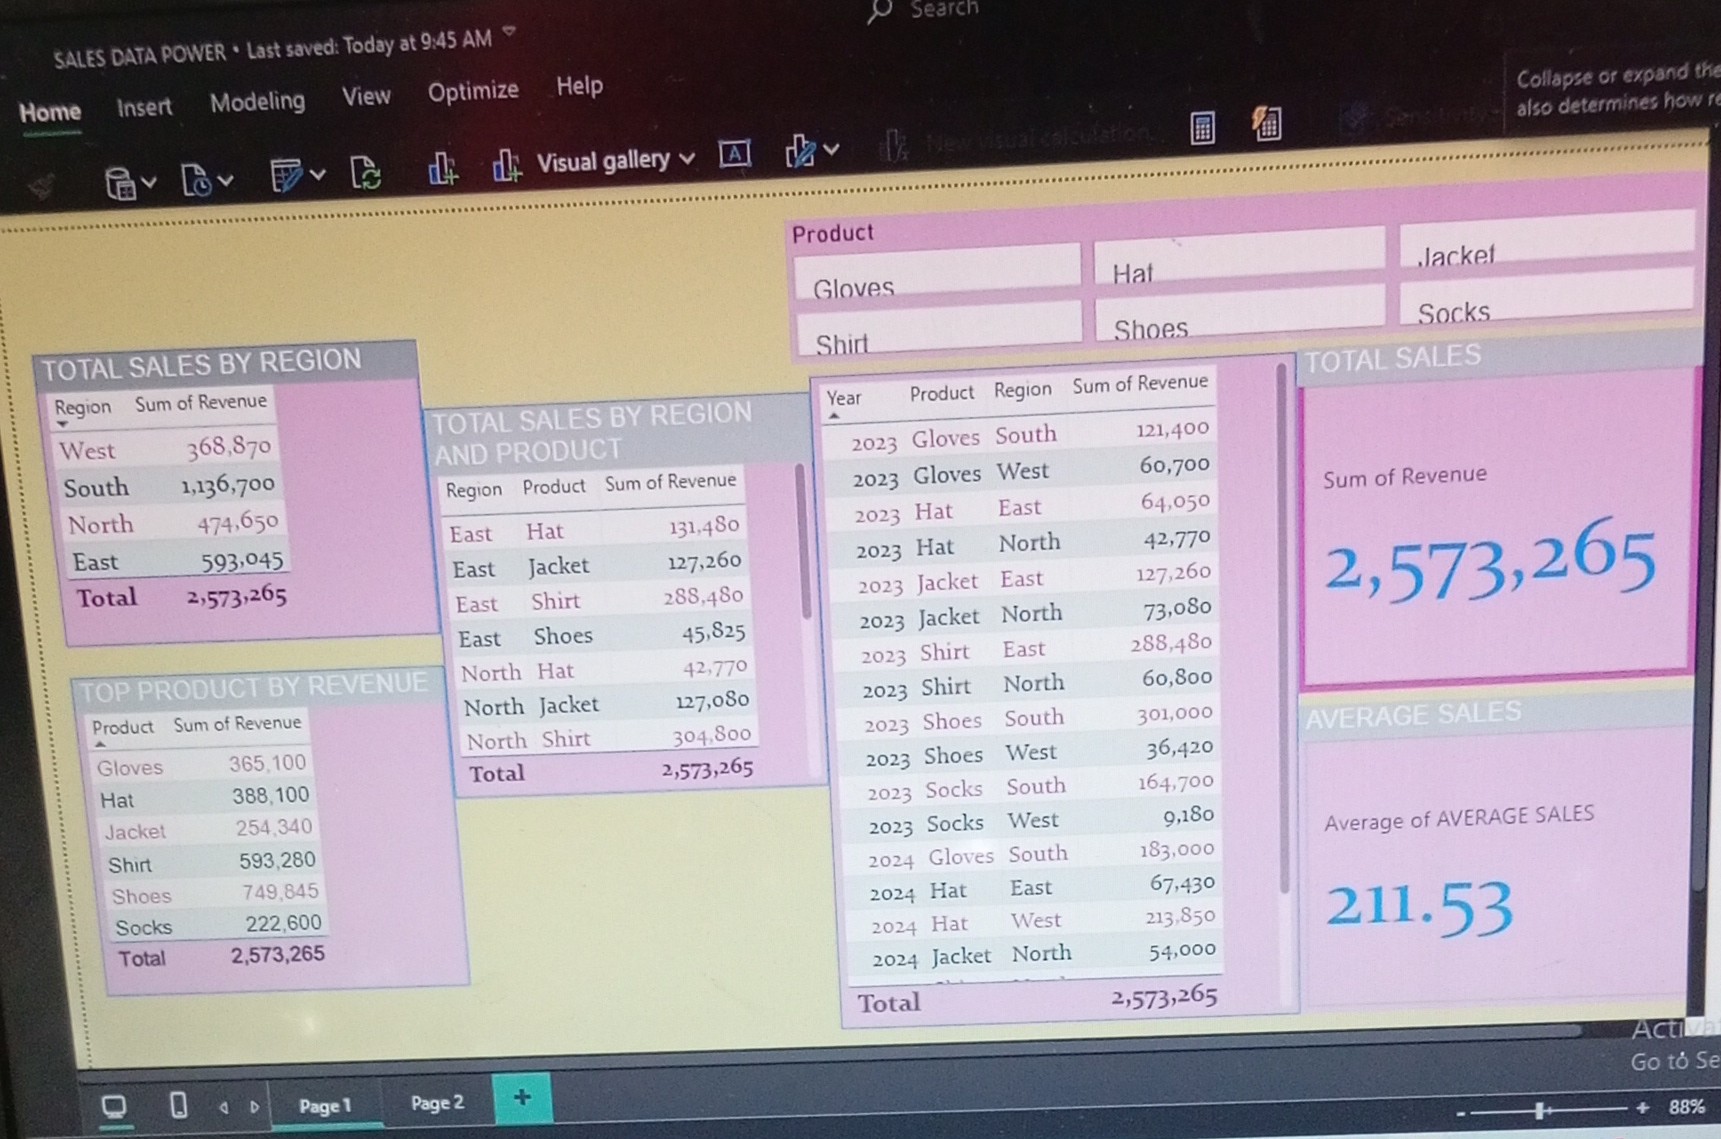 Search
SALES DATA POWER • Last saved: Today at 9:45 AM
Home Insert Modeling View Optimize Help
Collapse or expand the
also determines how re
Visual gallery
New visual calculation
Product
Gloves Hat Jacket
Shirt Shoes Socks
TOTAL SALES BY REGION
Region Sum of Revenue
West 368,870
South 1,136,700
North 474,650
East 593,045
Total 2,573,265
TOP PRODUCT BY REVENUE
Product Sum of Revenue
Gloves 365,100
Hat 388,100
Jacket 254,340
Shirt 593,280
Shoes 749,845
Socks 222,600
Total 2,573,265
TOTAL SALES BY REGION
AND PRODUCT
Region Product Sum of Revenue
East Hat 131,480
East Jacket 127,260
East Shirt 288,480
East Shoes 45,825
North Hat 42,770
North Jacket 127,080
North Shirt 304,800
Total 2,573,265
Year Product Region Sum of Revenue
2023 Gloves South 121,400
2023 Gloves West 60,700
2023 Hat East 64,050
2023 Hat North 42,770
2023 Jacket East 127,260
2023 Jacket North 73,080
2023 Shirt East 288,480
2023 Shirt North 60,800
2023 Shoes South 301,000
2023 Shoes West 36,420
2023 Socks South 164,700
2023 Socks West 9,180
2024 Gloves South 183,000
2024 Hat East 67,430
2024 Hat West 213,850
2024 Jacket North 54,000
Total 2,573,265
TOTAL SALES
Sum of Revenue
2,573,265
AVERAGE SALES
Average of AVERAGE SALES
211.53
Activa
Go to Se
Page 1 Page 2 +
- + 88%